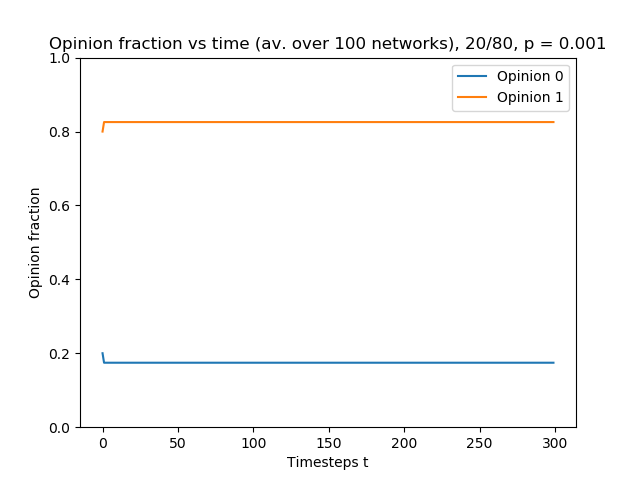 Opinion fraction vs time (av. over 100 networks), 20/80, p = 0.001
1.0
0.8
0.6
0.4
0.2
0.0
Opinion fraction
Opinion 0
Opinion 1
0 50 100 150 200 250 300
Timesteps t